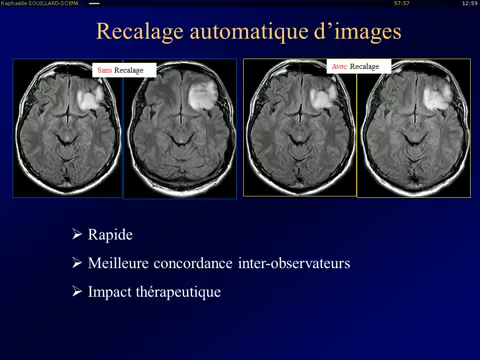 Raphaëlle SOUILLARD-SCEMA... 57:57 12:59
Recalage automatique d’images
Sans Recalage
Avec Recalage
➢ Rapide
➢ Meilleure concordance inter-observateurs
➢ Impact thérapeutique